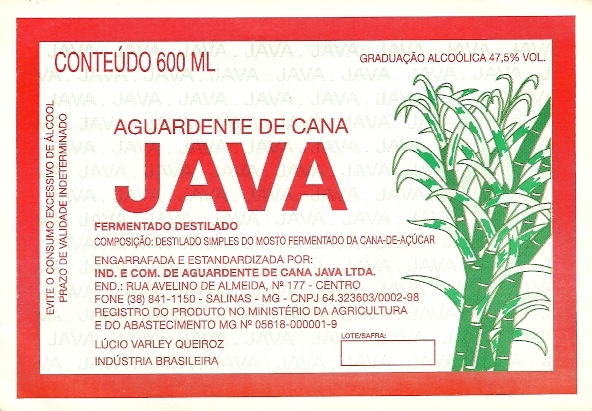 CONTEÚDO 600 ML
GRADUAÇÃO ALCOÓLICA 47,5% VOL.
EVITE O CONSUMO EXCESSIVO DE ÁLCOOL
PRAZO DE VALIDADE INDETERMINADO
AGUARDENTE DE CANA
JAVA
FERMENTADO DESTILADO
COMPOSIÇÃO: DESTILADO SIMPLES DO MOSTO FERMENTADO DA CANA-DE-AÇÚCAR
ENGARRAFADA E ESTANDARIZADA POR:
IND. E COM. DE AGUARDENTE DE CANA JAVA LTDA.
END.: RUA AVELINO DE ALMEIDA, Nº 177 - CENTRO
FONE (38) 841-1150 - SALINAS - MG - CNPJ 64.323603/0002-98
REGISTRO DO PRODUTO NO MINISTÉRIO DA AGRICULTURA
E DO ABASTECIMENTO MG Nº 05618-000001-9
LÚCIO VARLEY QUEIROZ
INDÚSTRIA BRASILEIRA
LOTE/SAFRA: